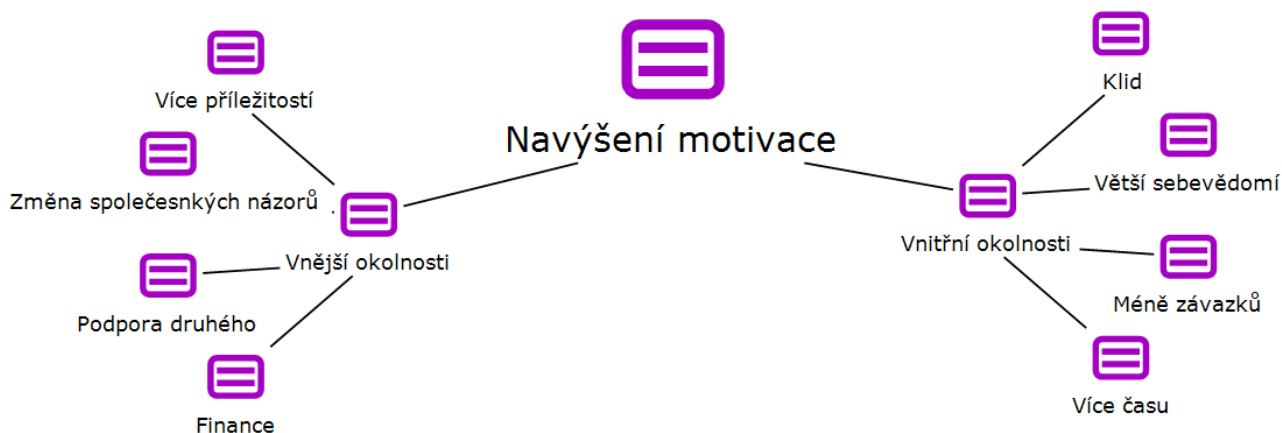 Navýšení motivace
Více příležitostí
Změna společesnkých názorů
Vnější okolnosti
Podpora druhého
Finance
Klid
Větší sebevědomí
Vnitřní okolnosti
Méně závazků
Více času